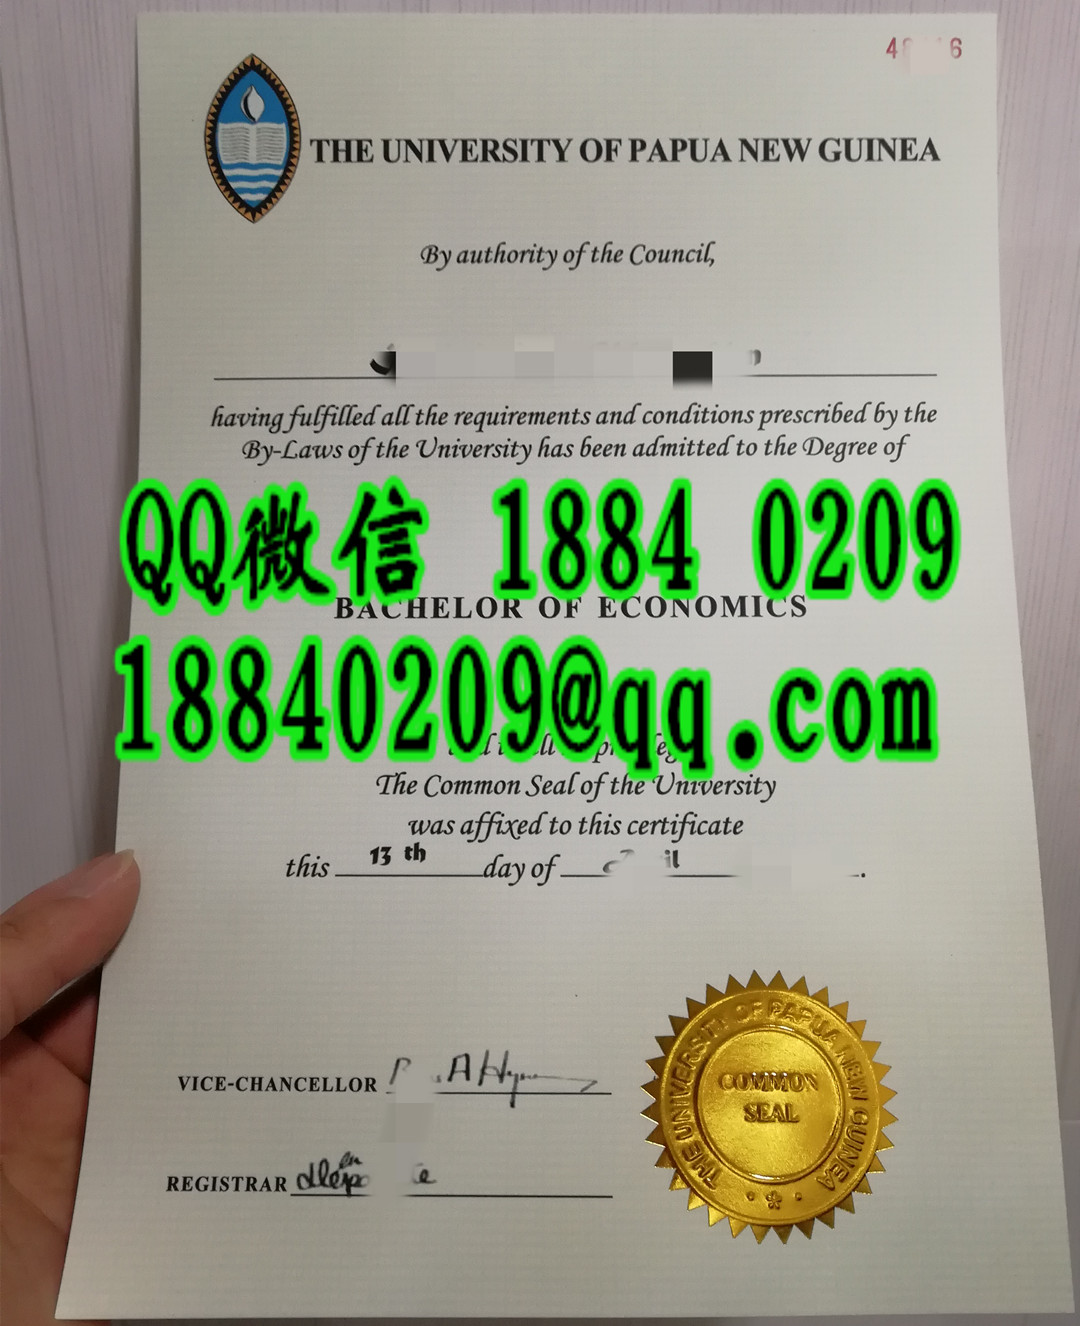 THE UNIVERSITY OF PAPUA NEW GUINEA
By authority of the Council,
having fulfilled all the requirements and conditions prescribed by the
By-Laws of the University has been admitted to the Degree of
QQ微信 1884 0209
BACHELOR OF ECONOMICS
18840209@qq.com
The Common Seal of the University
was affixed to this certificate
this 13 th day of
VICE-CHANCELLOR
REGISTRAR
THE UNIVERSITY OF PAPUA NEW GUINEA
COMMON
SEAL